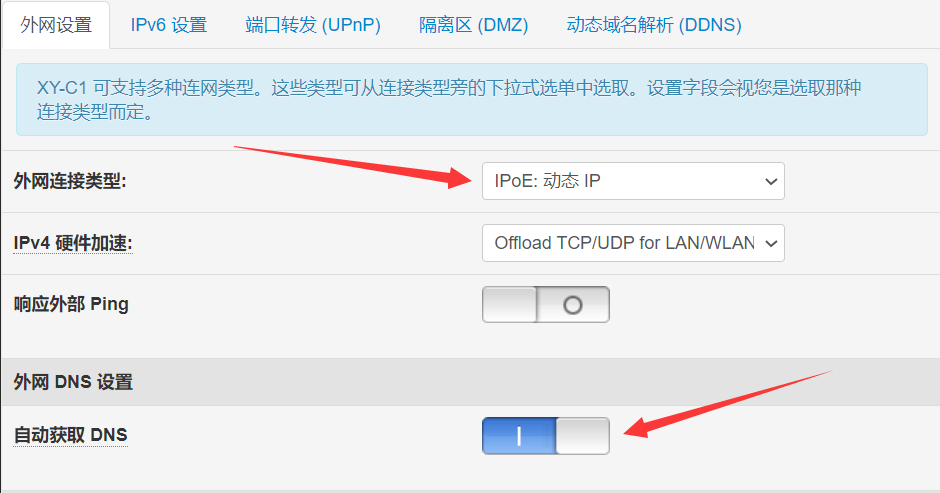 外网设置 IPv6 设置 端口转发 (UPnP) 隔离区 (DMZ) 动态域名解析 (DDNS)
XY-C1 可支持多种连网类型。这些类型可从连接类型旁的下拉式选单中选取。设置字段会视您是选取那种
连接类型而定。
外网连接类型: IPoE: 动态 IP
IPv4 硬件加速: Offload TCP/UDP for LAN/WLAN
响应外部 Ping
外网 DNS 设置
自动获取 DNS